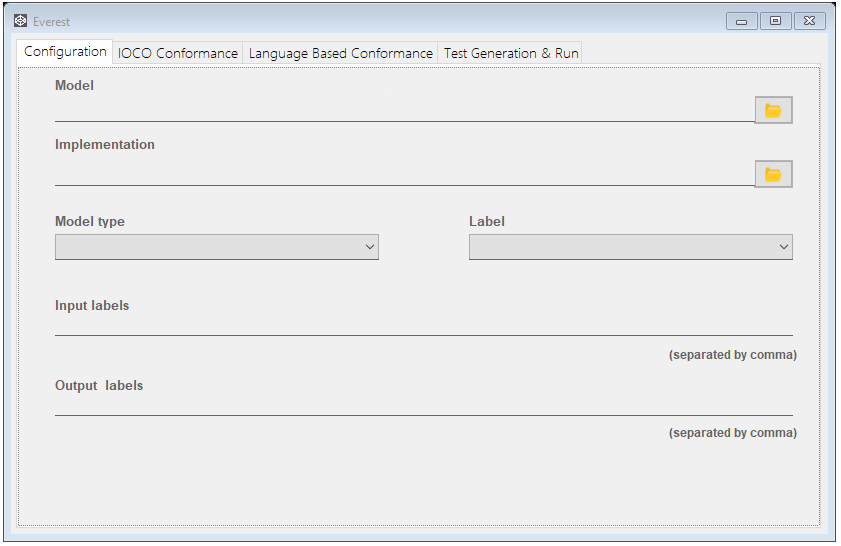 Everest
Configuration IOCO Conformance Language Based Conformance Test Generation & Run
Model
Implementation
Model type Label
Input labels
(separated by comma)
Output labels
(separated by comma)